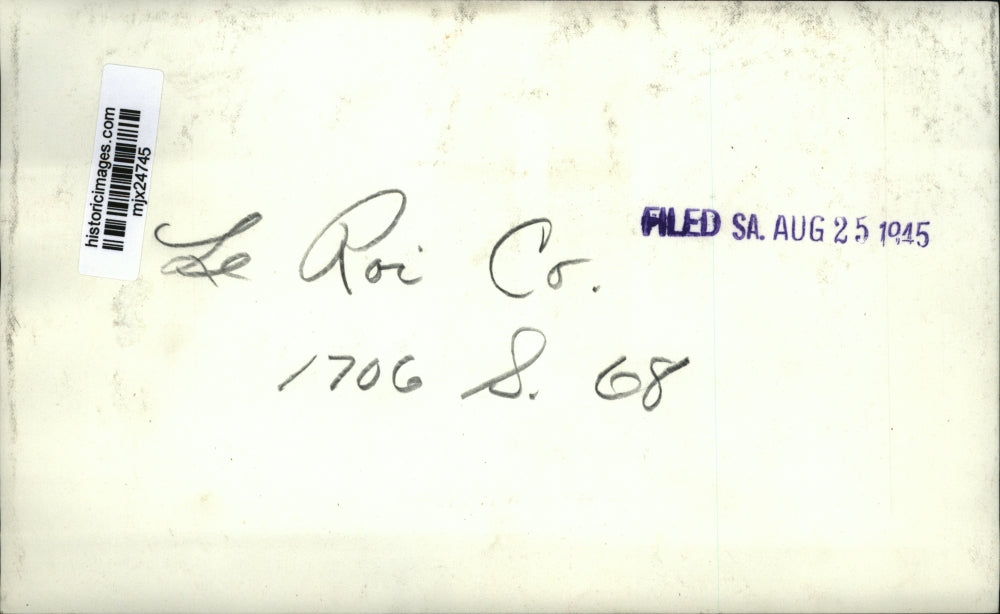 historicimages.com
mjx24745
FILED SA. AUG 25 1945
Le Roi Co.
1706 S. 68